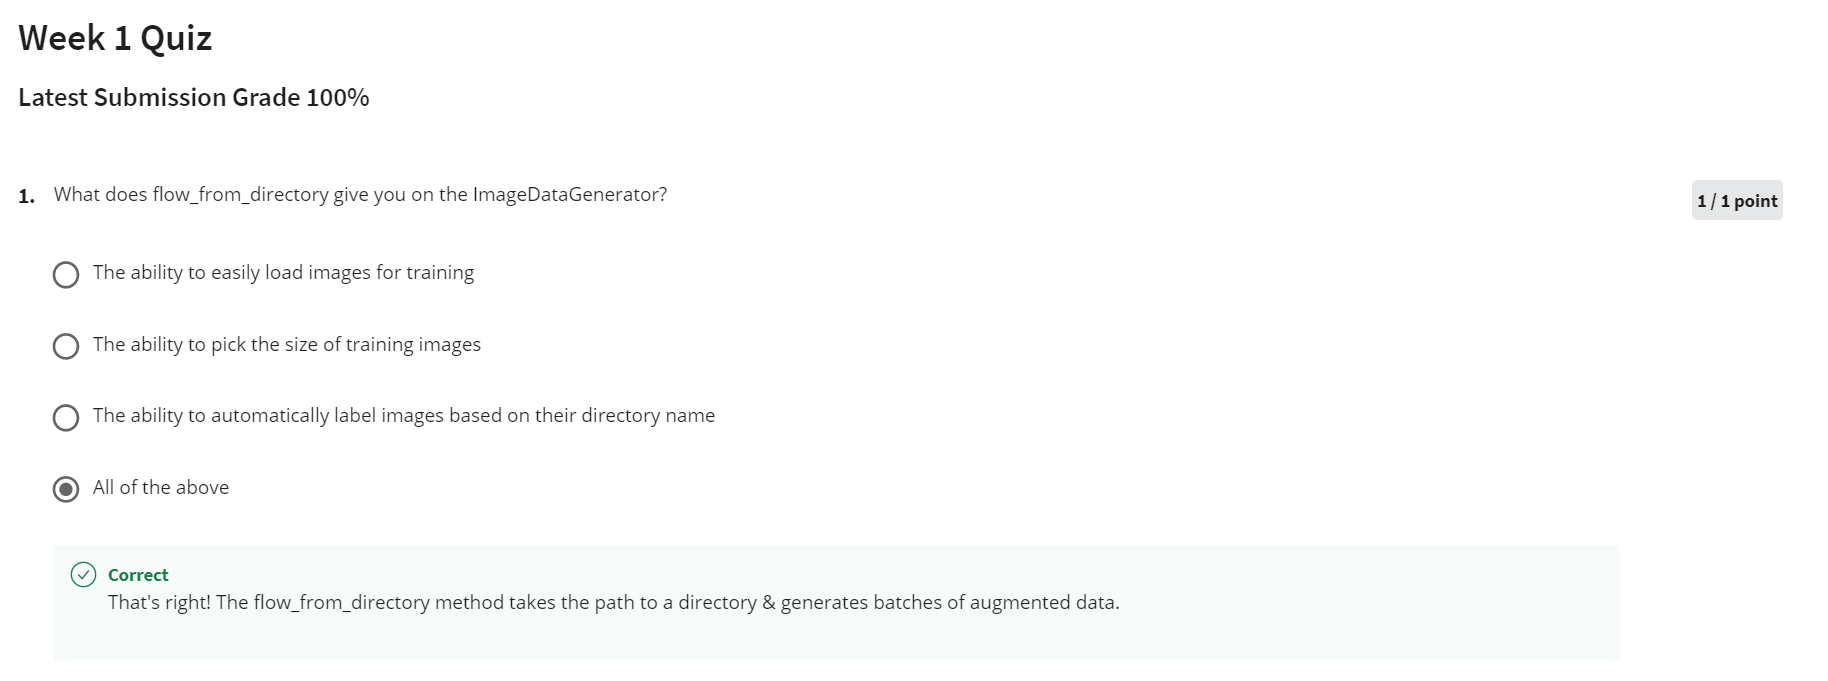 Week 1 Quiz
Latest Submission Grade 100%
1. What does flow_from_directory give you on the ImageDataGenerator?
1 / 1 point
The ability to easily load images for training
The ability to pick the size of training images
The ability to automatically label images based on their directory name
All of the above
Correct
That's right! The flow_from_directory method takes the path to a directory & generates batches of augmented data.